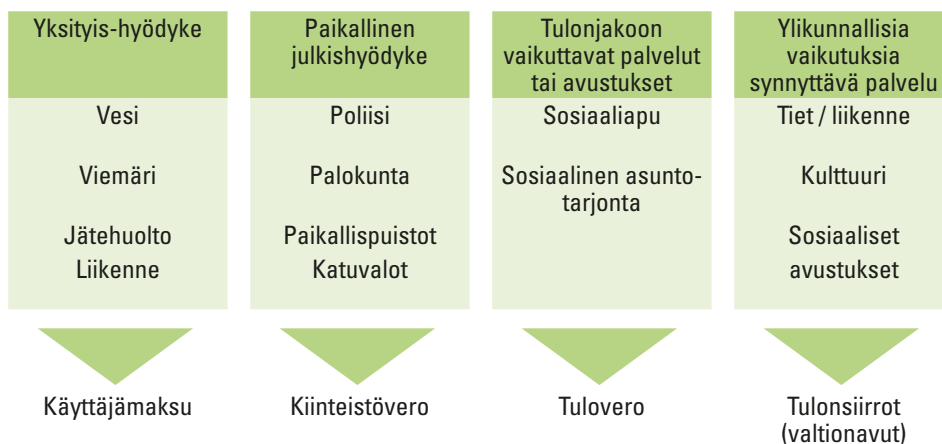 Yksityis-hyödyke
Vesi
Viemäri
Jätehuolto
Liikenne
Käyttäjämaksu
Paikallinen
julkishyödyke
Poliisi
Palokunta
Paikallispuistot
Katuvalot
Kiinteistövero
Tulonjakoon
vaikuttavat palvelut
tai avustukset
Sosiaaliapu
Sosiaalinen asunto-
tarjonta
Tulovero
Ylikunnallisia
vaikutuksia
synnyttävä palvelu
Tiet / liikenne
Kulttuuri
Sosiaaliset
avustukset
Tulonsiirrot
(valtionavut)